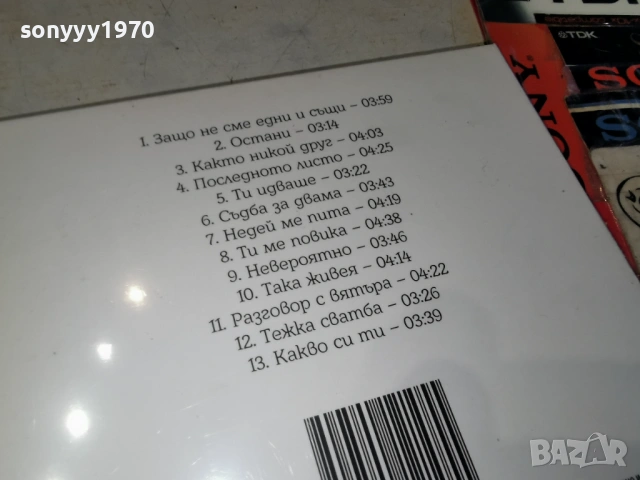 sonyyy1970
TDK
SO
1. Защо не сме едни и същи – 03:59
2. Остани – 03:14
3. Както никой друг – 04:03
4. Последното листо – 04:25
5. Ти идваше – 03:22
6. Съдба за двама – 03:43
7. Недей ме пита – 04:19
8. Ти ме повика – 04:38
9. Невероятно – 03:46
10. Така живея – 04:14
11. Разговор с вятъра – 04:22
12. Тежка сватба – 03:26
13. Какво си ти – 03:39
BAZAR